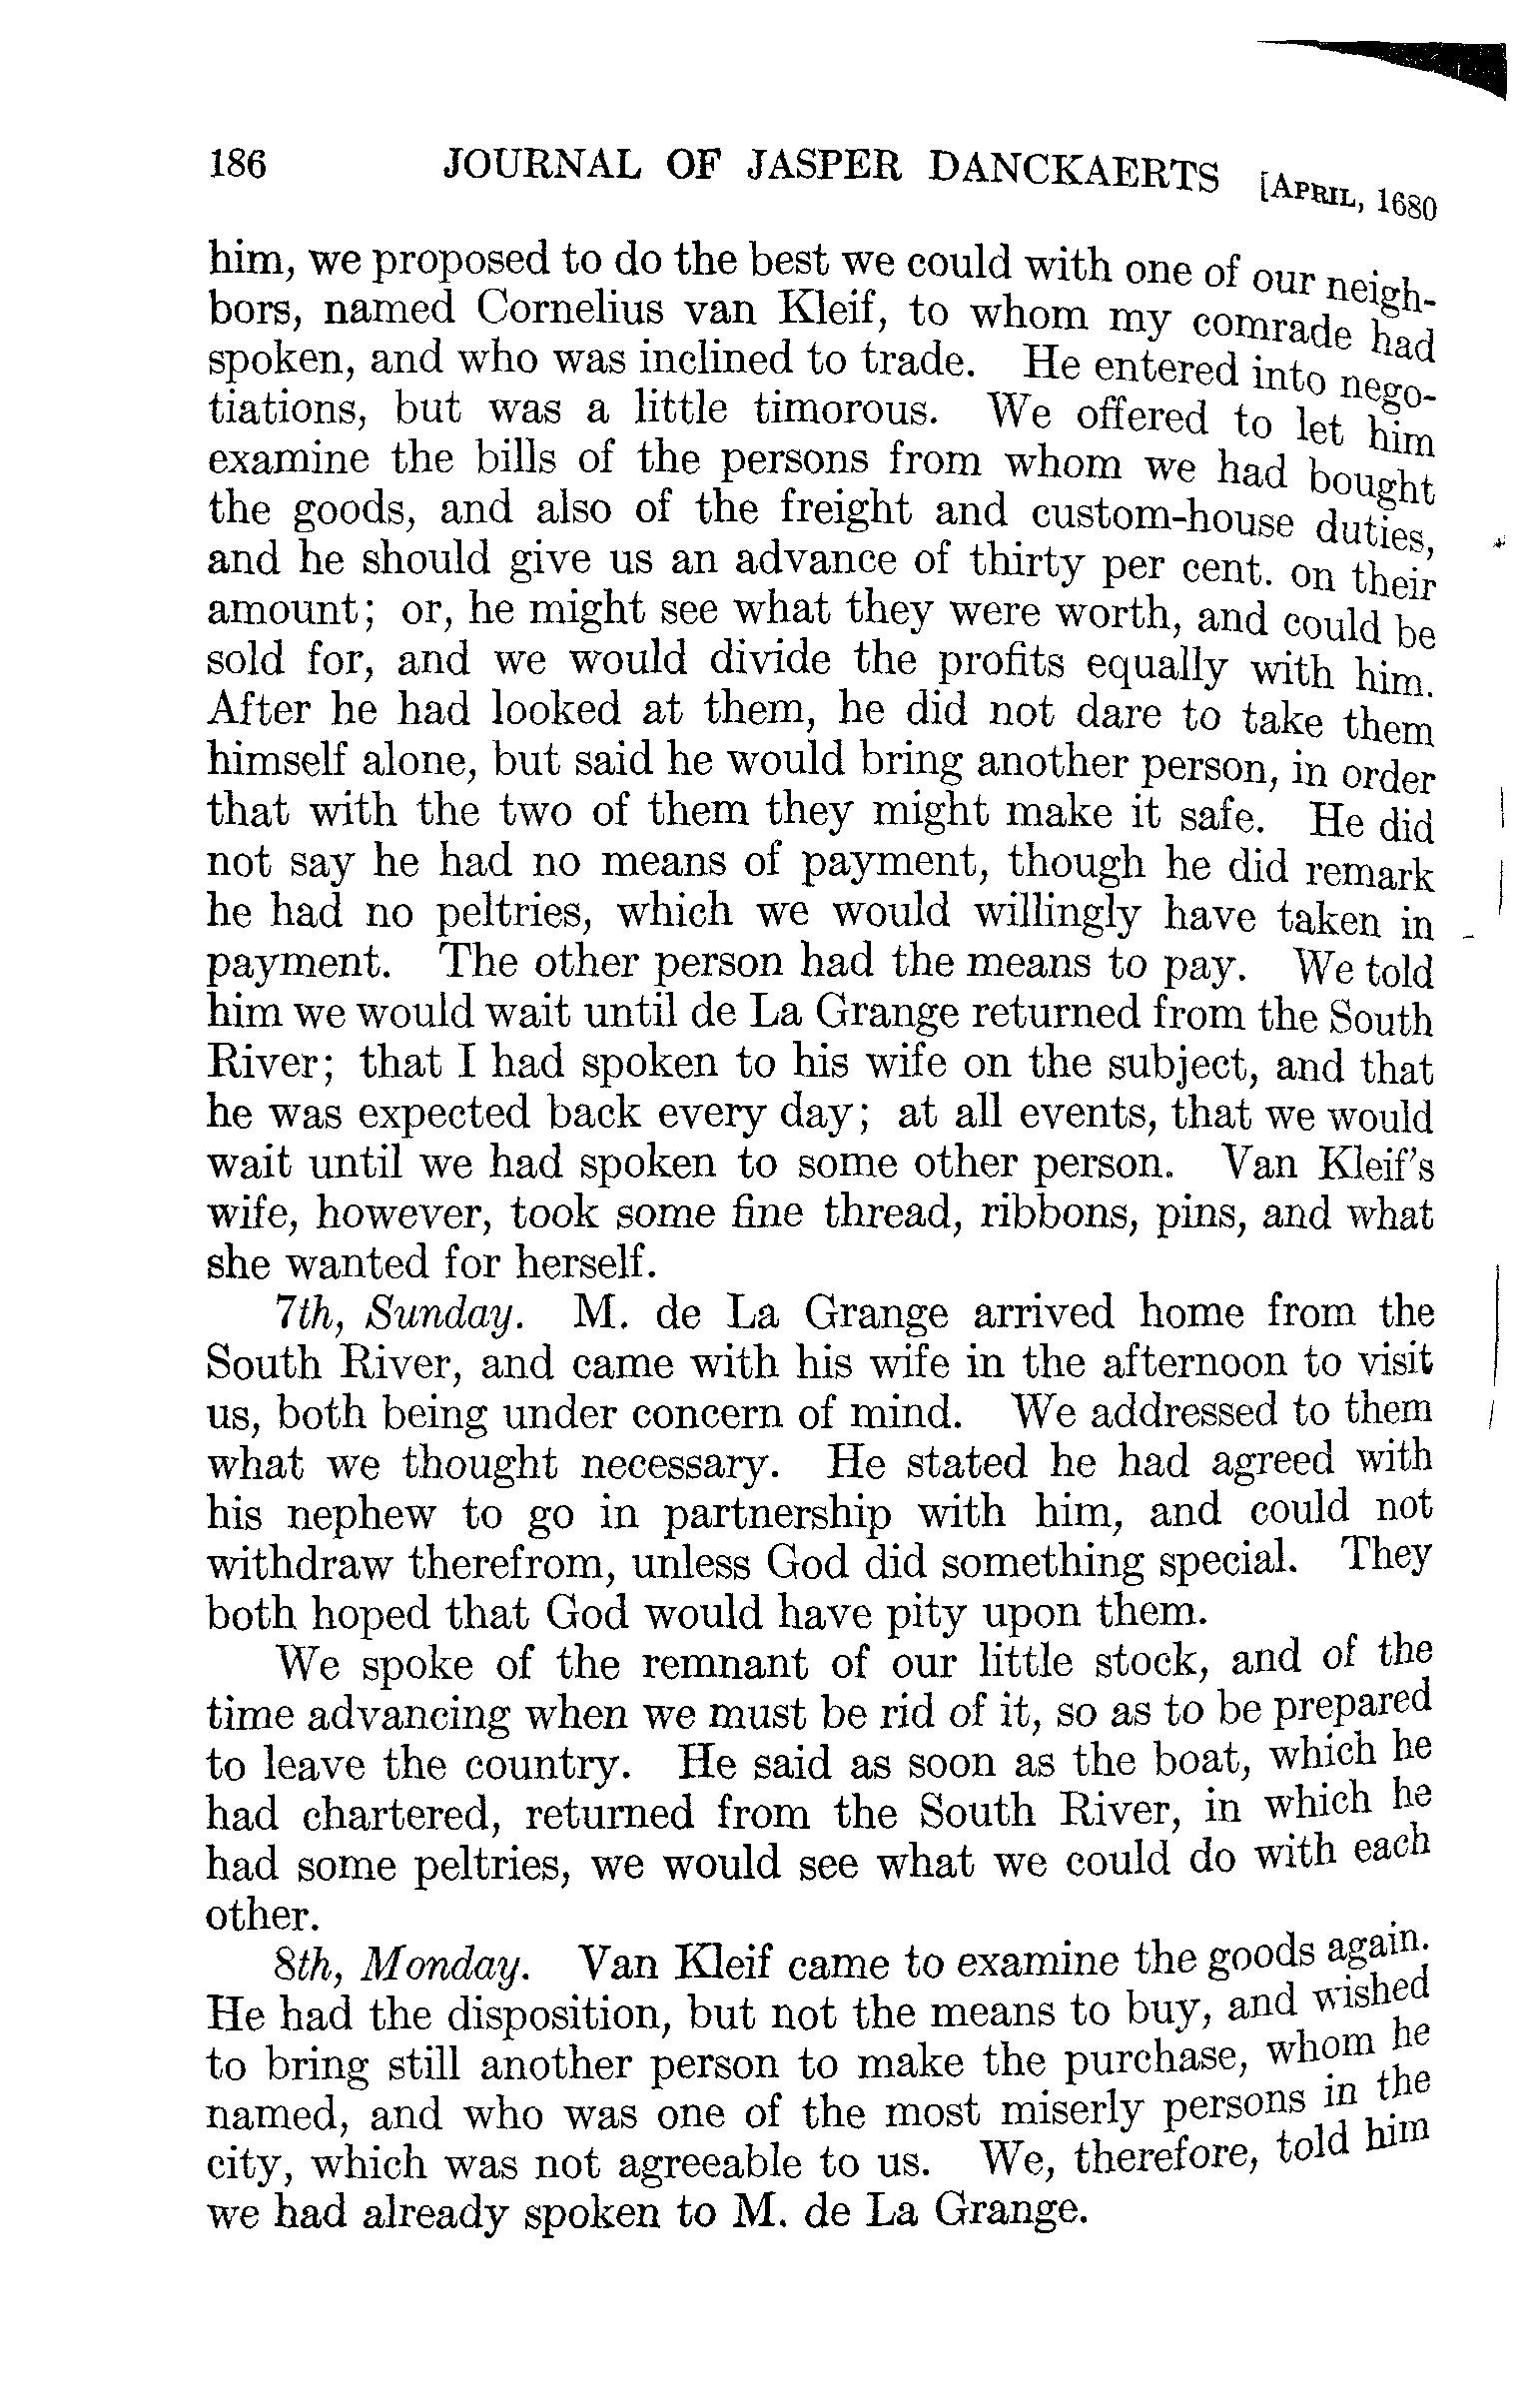 186 JOURNAL OF JASPER DANCKAERTS [APRIL, 1680
him, we proposed to do the best we could with one of our neigh-
bors, named Cornelius van Kleif, to whom my comrade had
spoken, and who was inclined to trade. He entered into nego-
tiations, but was a little timorous. We offered to let him
examine the bills of the persons from whom we had bought
the goods, and also of the freight and custom-house duties,
and he should give us an advance of thirty per cent. on their
amount; or, he might see what they were worth, and could be
sold for, and we would divide the profits equally with him.
After he had looked at them, he did not dare to take them
himself alone, but said he would bring another person, in order
that with the two of them they might make it safe. He did
not say he had no means of payment, though he did remark
he had no peltries, which we would willingly have taken in
payment. The other person had the means to pay. We told
him we would wait until de La Grange returned from the South
River; that I had spoken to his wife on the subject, and that
he was expected back every day; at all events, that we would
wait until we had spoken to some other person. Van Kleif's
wife, however, took some fine thread, ribbons, pins, and what
she wanted for herself.
7th, Sunday. M. de La Grange arrived home from the
South River, and came with his wife in the afternoon to visit
us, both being under concern of mind. We addressed to them
what we thought necessary. He stated he had agreed with
his nephew to go in partnership with him, and could not
withdraw therefrom, unless God did something special. They
both hoped that God would have pity upon them.
We spoke of the remnant of our little stock, and of the
time advancing when we must be rid of it, so as to be prepared
to leave the country. He said as soon as the boat, which he
had chartered, returned from the South River, in which he
had some peltries, we would see what we could do with each
other.
8th, Monday. Van Kleif came to examine the goods again.
He had the disposition, but not the means to buy, and wished
to bring still another person to make the purchase, whom he
named, and who was one of the most miserly persons in the
city, which was not agreeable to us. We, therefore, told him
we had already spoken to M. de La Grange.